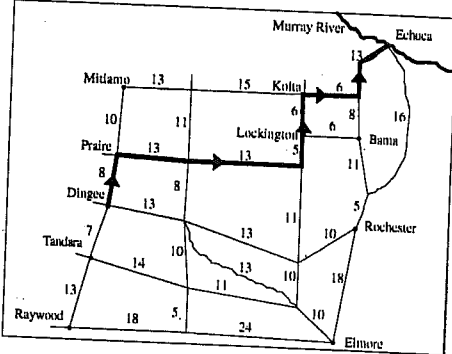 Murray River
Echuca
13
Mitiamo 13 15 Kolta 6
16
10 11 6 8
Lockington 6 Bama
Praire 13 13 5
8 8 11
Dingee 13 11 5
13 10 Rochester
7 10
Tandara 14 13 10 18
11
13 10
Raywood 18 5 24
Elmore